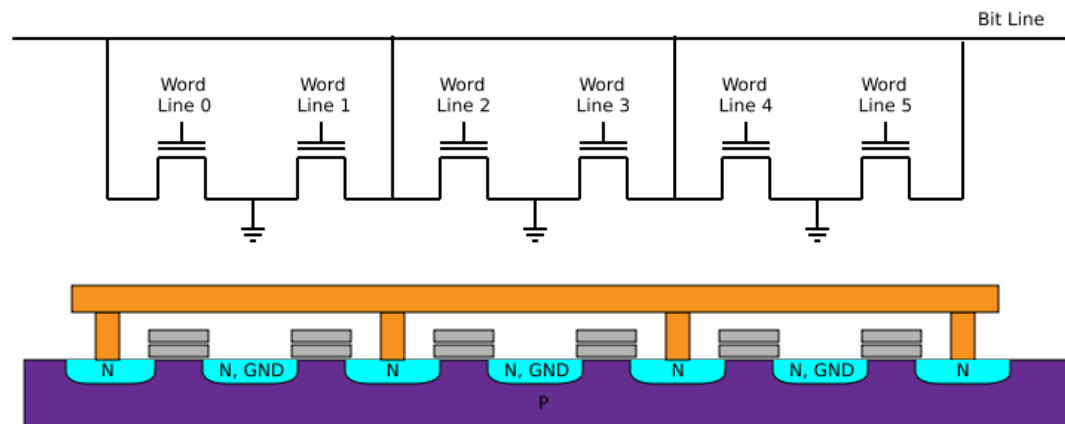 Bit Line
Word
Line 0
Word
Line 1
Word
Line 2
Word
Line 3
Word
Line 4
Word
Line 5
N
N, GND
N
N, GND
N
N, GND
N
P